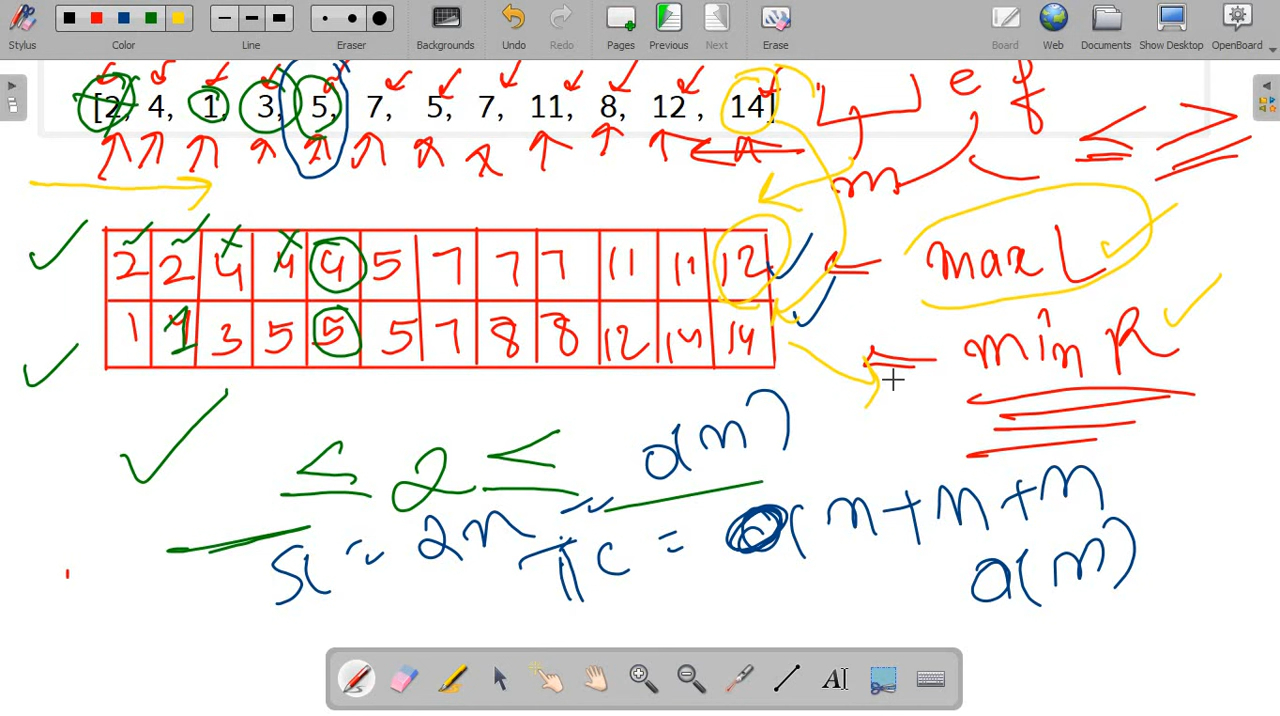 Stylus Color Line Eraser Backgrounds Undo Redo Pages Previous Next Erase Board Web Documents Show Desktop OpenBoard
[2, 4, 1, 3, 5, 7, 5, 7, 11, 8, 12, 14]
e f
≤ ≥
m
2 2 4 4 4 5 7 7 7 11 11 12
max L
1 1 3 5 5 5 7 8 8 12 14 14
min R
≤ 2 ≤
O(n)
SC = 2n ≈
TC = O(n+n+n
O(n)
AI